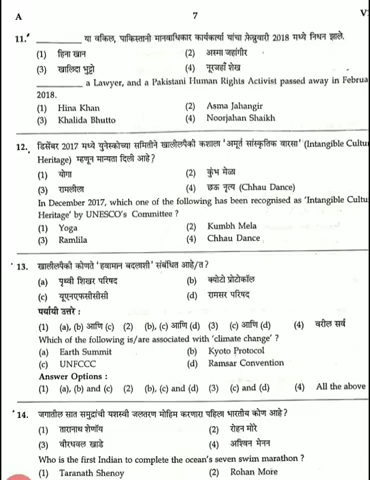 A 7 V
11. ________ या वकिल, पाकिस्तानी मानवाधिकार कार्यकर्त्या यांचा फेब्रुवारी 2018 मध्ये निधन झाले.
(1) हिना खान (2) अस्मा जहांगीर
(3) खालिदा भुट्टो (4) नूरजहाँ शेख
________ a Lawyer, and a Pakistani Human Rights Activist passed away in Februa
2018.
(1) Hina Khan (2) Asma Jahangir
(3) Khalida Bhutto (4) Noorjahan Shaikh
12. डिसेंबर 2017 मध्ये युनेस्कोच्या समितीने खालीलपैकी कशाला 'अमूर्त सांस्कृतिक वारसा' (Intangible Cultu
Heritage) म्हणून मान्यता दिली आहे?
(1) योगा (2) कुंभ मेळा
(3) रामलीला (4) छऊ नृत्य (Chhau Dance)
In December 2017, which one of the following has been recognised as 'Intangible Cultu
Heritage' by UNESCO's Committee ?
(1) Yoga (2) Kumbh Mela
(3) Ramlila (4) Chhau Dance
13. खालीलपैकी कोणते 'हवामान बदलाशी' संबंधित आहे/त?
(a) पृथ्वी शिखर परिषद (b) क्योटो प्रोटोकॉल
(c) यूएनएफसीसीसी (d) रामसर परिषद
पर्यायी उत्तरे :
(1) (a), (b) आणि (c) (2) (b), (c) आणि (d) (3) (c) आणि (d) (4) वरील सर्व
Which of the following is/are associated with 'climate change' ?
(a) Earth Summit (b) Kyoto Protocol
(c) UNFCCC (d) Ramsar Convention
Answer Options :
(1) (a), (b) and (c) (2) (b), (c) and (d) (3) (c) and (d) (4) All the above
14. जगातील सात समुद्रांची यशस्वी जलतरण मोहिम करणारा पहिला भारतीय कोण आहे?
(1) तारानाथ शेणॉय (2) रोहन मोरे
(3) वीरधवल खाडे (4) अश्विन मेनन
Who is the first Indian to complete the ocean's seven swim marathon ?
(1) Taranath Shenoy (2) Rohan More